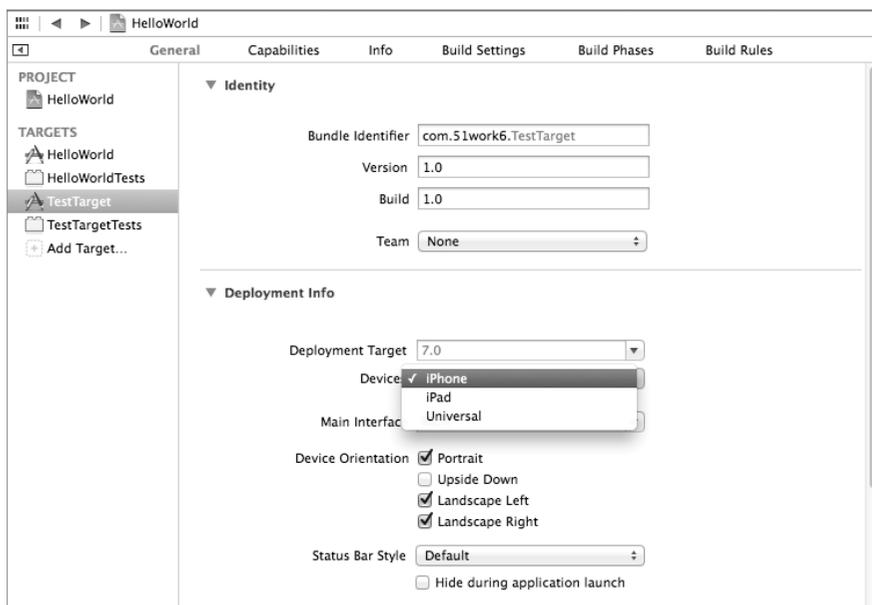 HelloWorld
General Capabilities Info Build Settings Build Phases Build Rules
PROJECT
HelloWorld
TARGETS
HelloWorld
HelloWorldTests
TestTarget
TestTargetTests
Add Target...
Identity
Bundle Identifier com.51work6.TestTarget
Version 1.0
Build 1.0
Team None
Deployment Info
Deployment Target 7.0
Device iPhone
iPad
Universal
Main Interfac
Device Orientation Portrait
Upside Down
Landscape Left
Landscape Right
Status Bar Style Default
Hide during application launch